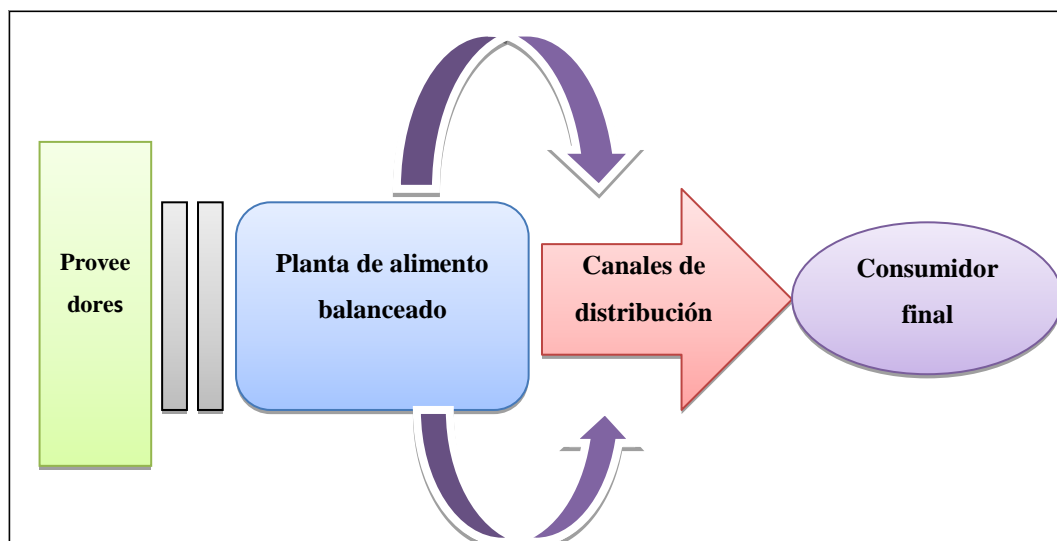 Provee
dores
Planta de alimento
balanceado
Canales de
distribución
Consumidor
final